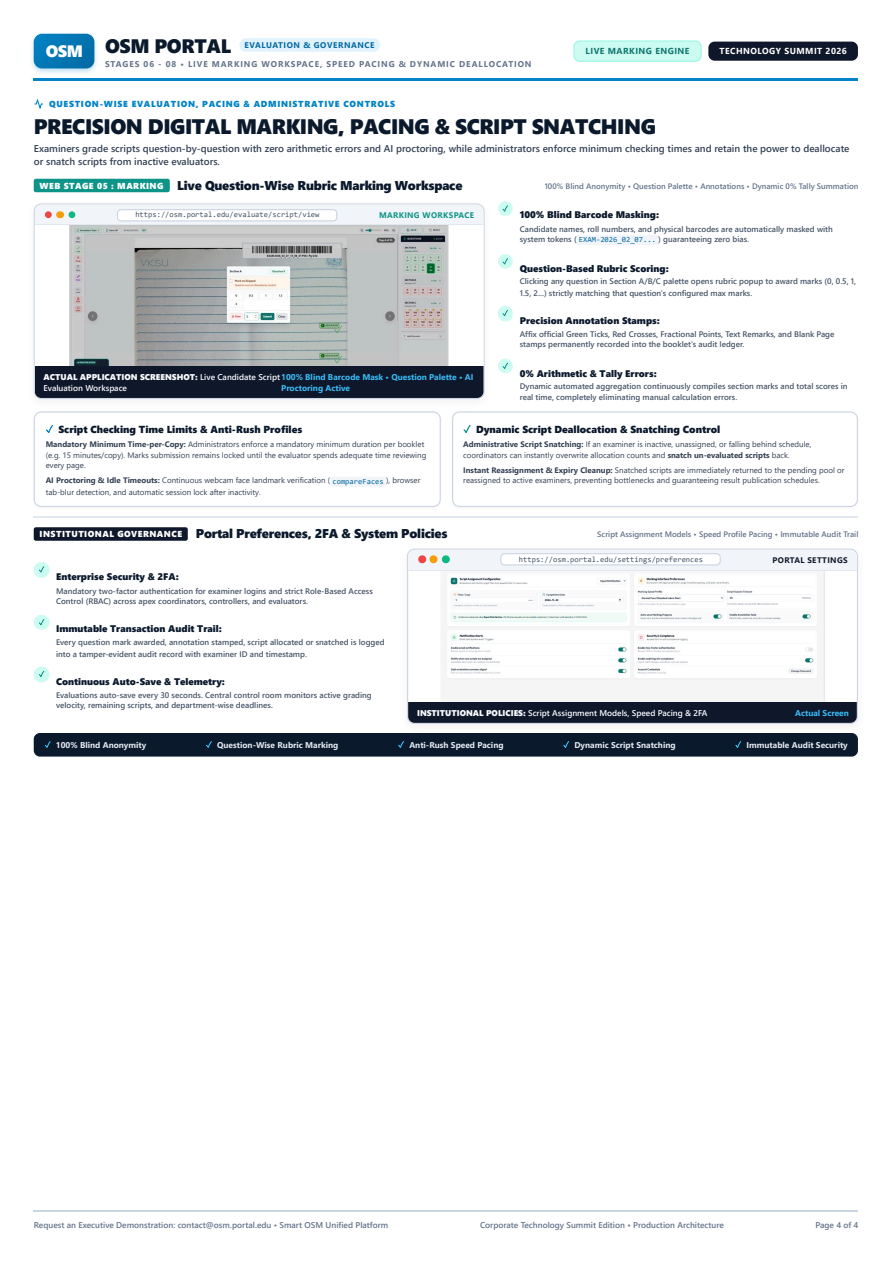 OSM
OSM PORTAL
EVALUATION & GOVERNANCE
STAGES 06 - 08 • LIVE MARKING WORKSPACE, SPEED PACING & DYNAMIC DEALLOCATION
LIVE MARKING ENGINE
TECHNOLOGY SUMMIT 2026
QUESTION-WISE EVALUATION, PACING & ADMINISTRATIVE CONTROLS
PRECISION DIGITAL MARKING, PACING & SCRIPT SNATCHING
Examiners grade scripts question-by-question with zero arithmetic errors and AI proctoring, while administrators enforce minimum checking times and retain the power to deallocate
or snatch scripts from inactive evaluators.
WEB STAGE 05 : MARKING
Live Question-Wise Rubric Marking Workspace
100% Blind Anonymity • Question Palette • Annotations • Dynamic 0% Tally Summation
https://osm.portal.edu/evaluate/script/view
MARKING WORKSPACE
VKSU
ACTUAL APPLICATION SCREENSHOT: Live Candidate Script
Evaluation Workspace
100% Blind Barcode Mask • Question Palette • AI
Proctoring Active
✓ 100% Blind Barcode Masking:
Candidate names, roll numbers, and physical barcodes are automatically masked with
system tokens ( EXAM-2026_02_07... ) guaranteeing zero bias.
✓ Question-Based Rubric Scoring:
Clicking any question in Section A/B/C palette opens rubric popup to award marks (0, 0.5, 1,
1.5, 2...) strictly matching that question's configured max marks.
✓ Precision Annotation Stamps:
Affix official Green Ticks, Red Crosses, Fractional Points, Text Remarks, and Blank Page
stamps permanently recorded into the booklet's audit ledger.
✓ 0% Arithmetic & Tally Errors:
Dynamic automated aggregation continuously compiles section marks and total scores in
real time, completely eliminating manual calculation errors.
✓ Script Checking Time Limits & Anti-Rush Profiles
Mandatory Minimum Time-per-Copy: Administrators enforce a mandatory minimum duration per booklet
(e.g. 15 minutes/copy). Marks submission remains locked until the evaluator spends adequate time reviewing
every page.
AI Proctoring & Idle Timeouts: Continuous webcam face landmark verification ( compareFaces ), browser
tab-blur detection, and automatic session lock after inactivity.
✓ Dynamic Script Deallocation & Snatching Control
Administrative Script Snatching: If an examiner is inactive, unassigned, or falling behind schedule,
coordinators can instantly overwrite allocation counts and snatch un-evaluated scripts back.
Instant Reassignment & Expiry Cleanup: Snatched scripts are immediately returned to the pending pool or
reassigned to active examiners, preventing bottlenecks and guaranteeing result publication schedules.
INSTITUTIONAL GOVERNANCE
Portal Preferences, 2FA & System Policies
Script Assignment Models • Speed Profile Pacing • Immutable Audit Trail
✓ Enterprise Security & 2FA:
Mandatory two-factor authentication for examiner logins and strict Role-Based Access
Control (RBAC) across apex coordinators, controllers, and evaluators.
✓ Immutable Transaction Audit Trail:
Every question mark awarded, annotation stamped, script allocated or snatched is logged
into a tamper-evident audit record with examiner ID and timestamp.
✓ Continuous Auto-Save & Telemetry:
Evaluations auto-save every 30 seconds. Central control room monitors active grading
velocity, remaining scripts, and department-wise deadlines.
https://osm.portal.edu/settings/preferences
PORTAL SETTINGS
Script Assignment Configuration
INSTITUTIONAL POLICIES: Script Assignment Models, Speed Pacing & 2FA
Actual Screen
✓ 100% Blind Anonymity
✓ Question-Wise Rubric Marking
✓ Anti-Rush Speed Pacing
✓ Dynamic Script Snatching
✓ Immutable Audit Security
Request an Executive Demonstration: contact@osm.portal.edu • Smart OSM Unified Platform
Corporate Technology Summit Edition • Production Architecture
Page 4 of 4